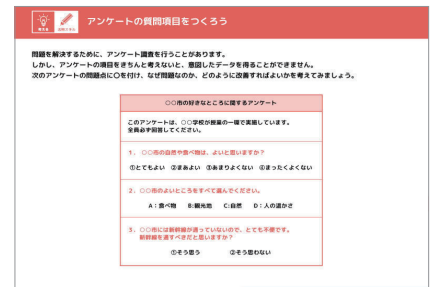 アンケートの質問項目をつくろう
問題を解決するために、アンケート調査を行うことがあります。
しかし、アンケートの項目をきちんと考えないと、意図したデータを得ることができません。
次のアンケートの問題点に〇を付け、なぜ問題なのか、どのように改善すればよいかを考えてみましょう。
〇〇市の好きなところに関するアンケート
このアンケートは、〇〇学校が授業の一環で実施しています。
全員必ず回答してください。
1．〇〇市の自然や食べ物は、よいと思いますか？
①とてもよい ②まあよい ③あまりよくない ④まったくよくない
2．〇〇市のよいところをすべて選んでください。
A：食べ物 B:観光地 C:自然 D：人の温かさ
3．〇〇市には新幹線が通っていないので、とても不便です。
新幹線を通すべきだと思いますか？
①そう思う ②そう思わない